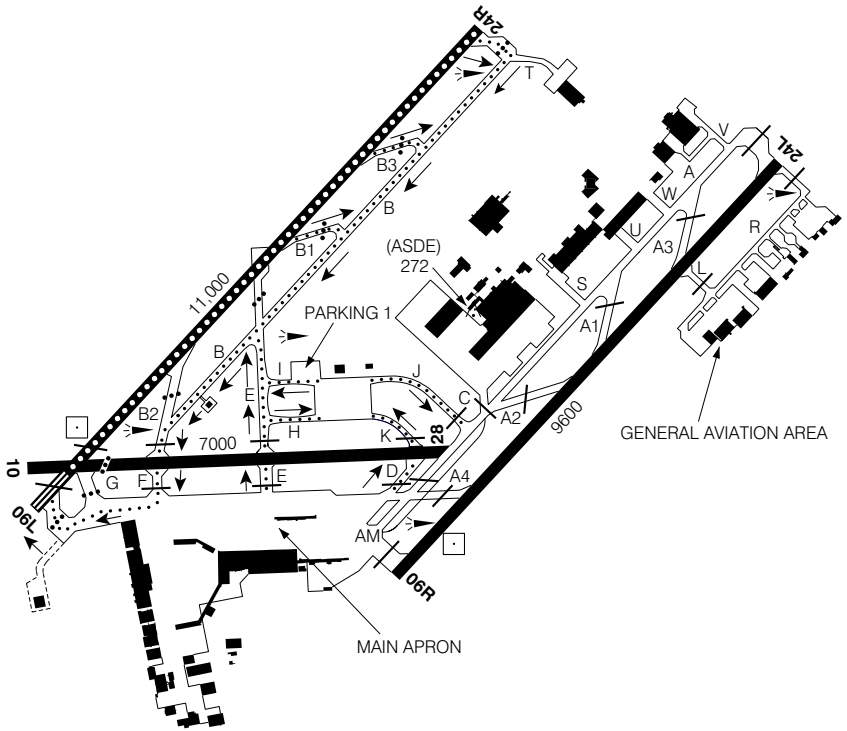 24R
T
V
24L
B3
A
W
B
R
U
A3
B1
(ASDE)
272
11,000
S
PARKING 1
L
A1
B
I
J
E
C
A2
9600
B2
H
K
28
7000
GENERAL AVIATION AREA
10
G
F
E
D
A4
06L
AM
06R
MAIN APRON